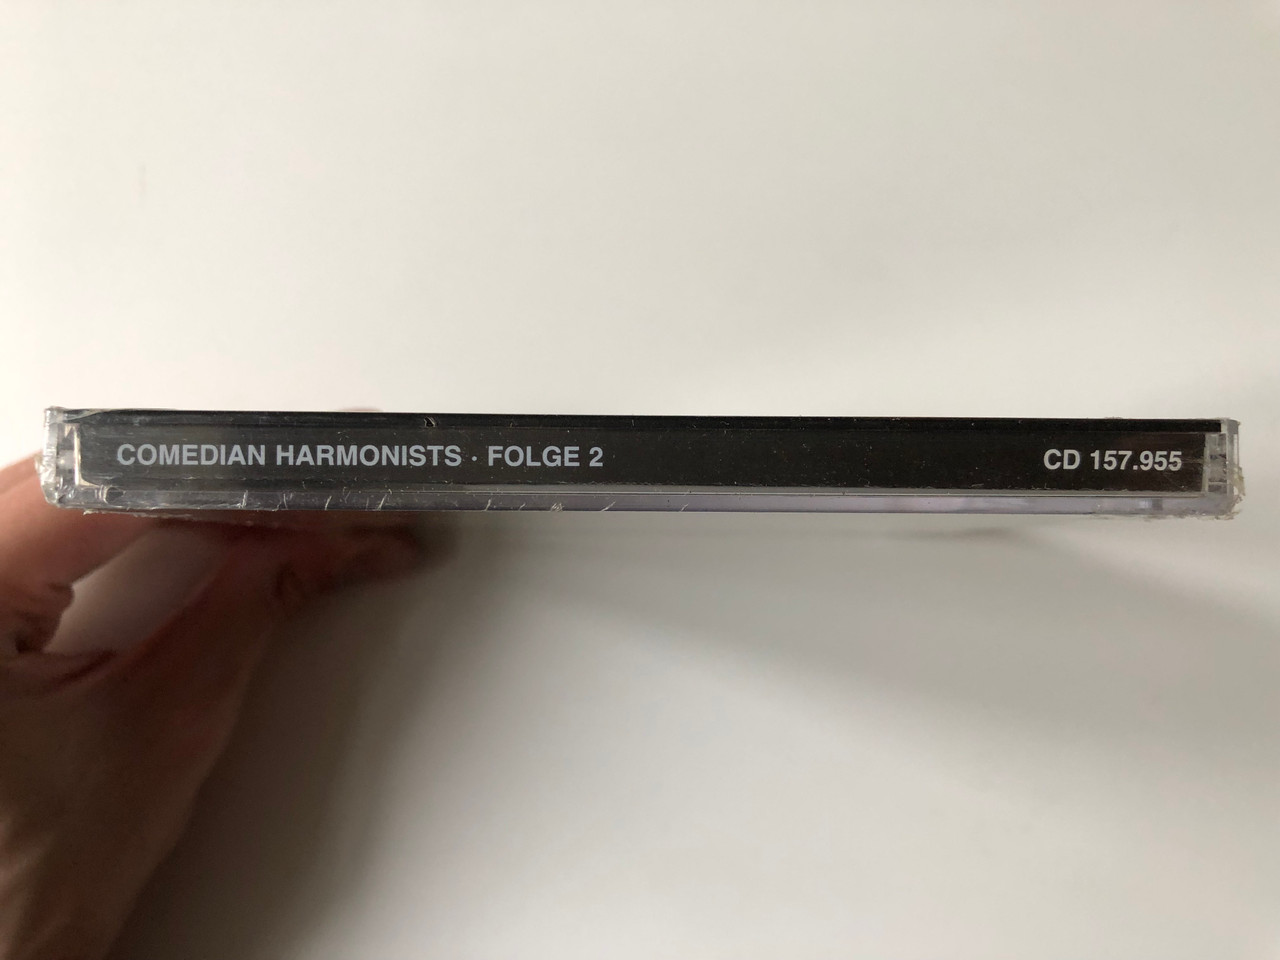 COMEDIAN HARMONISTS · FOLGE 2 CD 157.955